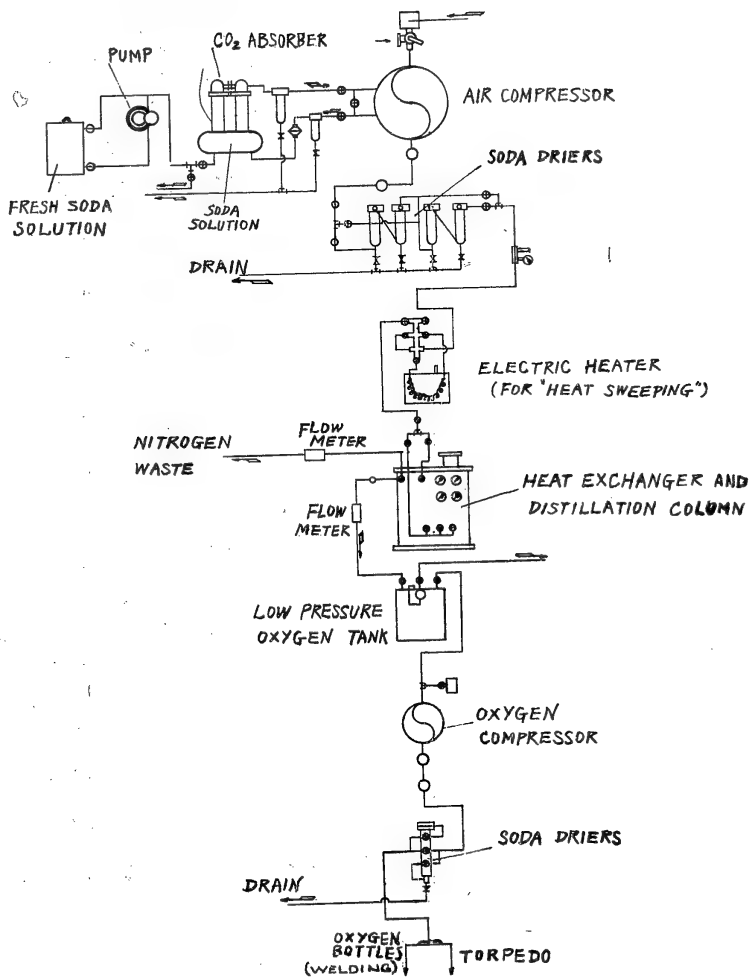 CO₂ ABSORBER
PUMP
AIR COMPRESSOR
SODA DRIERS
FRESH SODA
SOLUTION
SODA
SOLUTION
DRAIN
ELECTRIC HEATER
(FOR "HEAT SWEEPING")
FLOW
METER
NITROGEN
WASTE
HEAT EXCHANGER AND
DISTILLATION COLUMN
FLOW
METER
LOW PRESSURE
OXYGEN TANK
OXYGEN
COMPRESSOR
SODA DRIERS
DRAIN
OXYGEN
BOTTLES
(WELDING)
TORPEDO